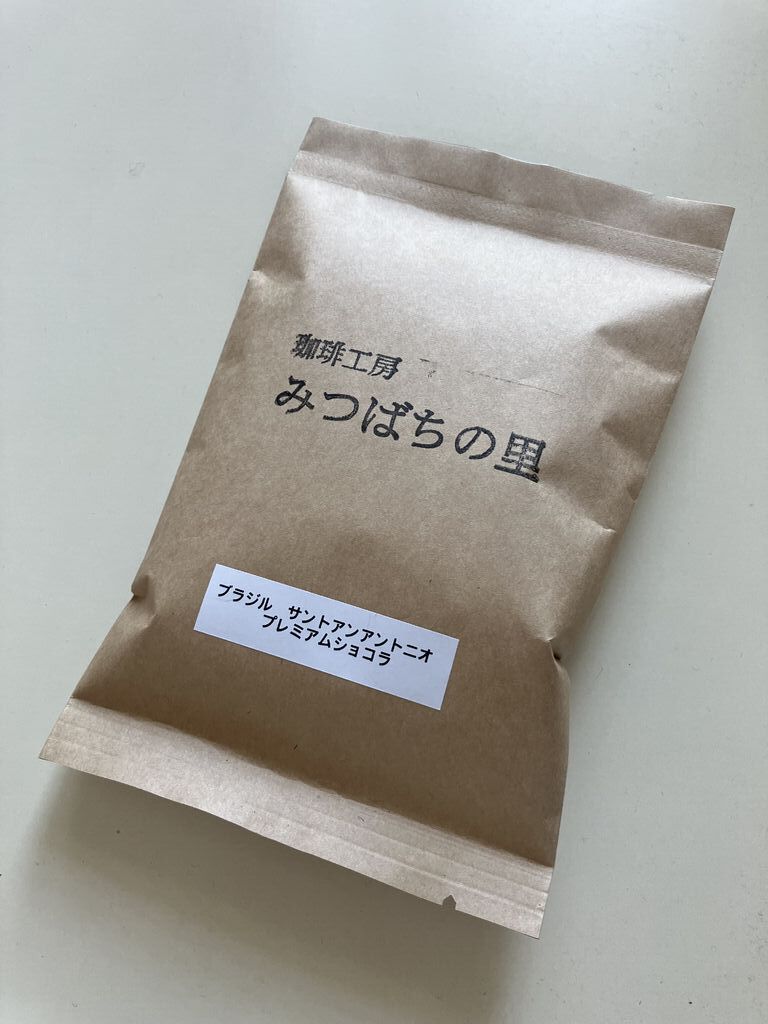 珈琲工房
みつばちの里
ブラジル　サントアンアントニオ
プレミアムショコラ